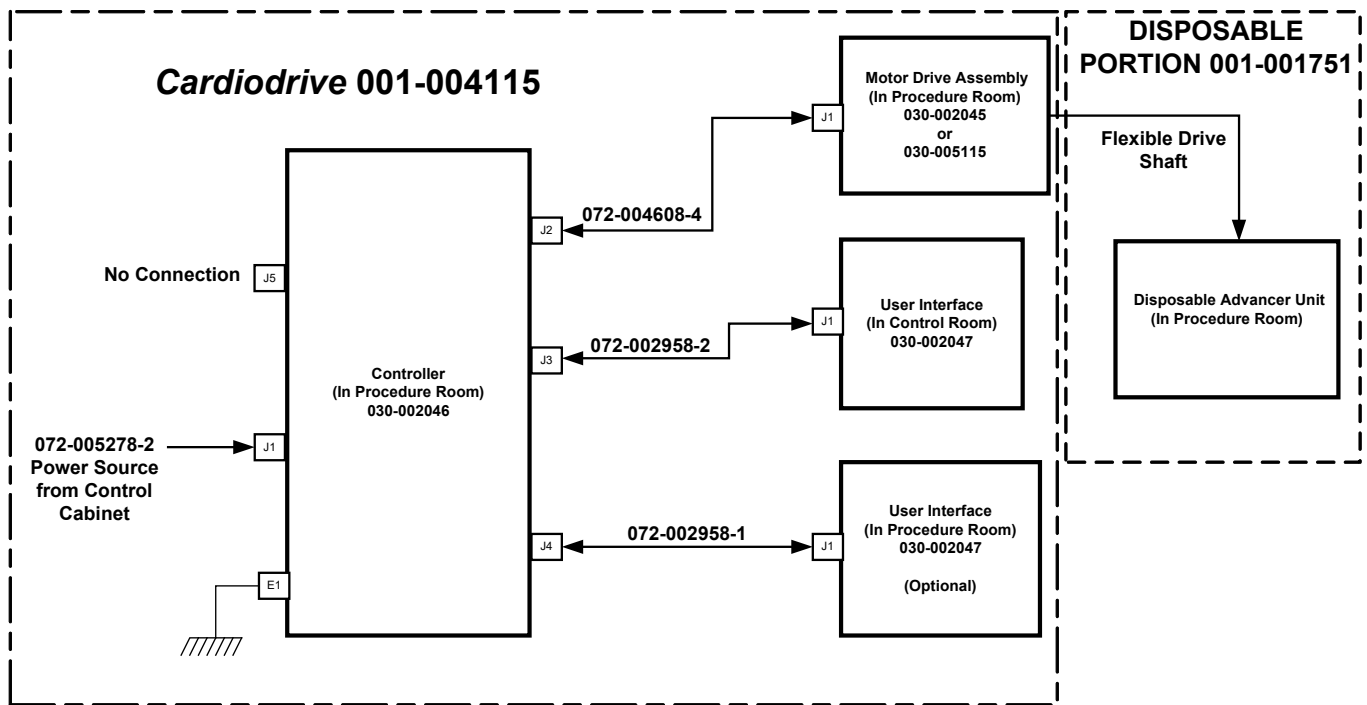 Cardiodrive 001-004115
DISPOSABLE
PORTION 001-001751
Motor Drive Assembly
(In Procedure Room)
030-002045
or
030-005115
J1
Flexible Drive
Shaft
072-004608-4
J2
No Connection
J5
User Interface
(In Control Room)
030-002047
J1
Disposable Advancer Unit
(In Procedure Room)
072-002958-2
J3
Controller
(In Procedure Room)
030-002046
072-005278-2
Power Source
from Control
Cabinet
J1
072-002958-1
J4
J1
User Interface
(In Procedure Room)
030-002047
(Optional)
E1